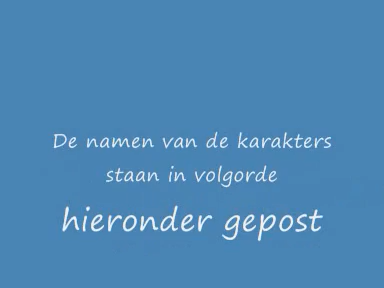 De namen van de karakters
staan in volgorde
hieronder gepost